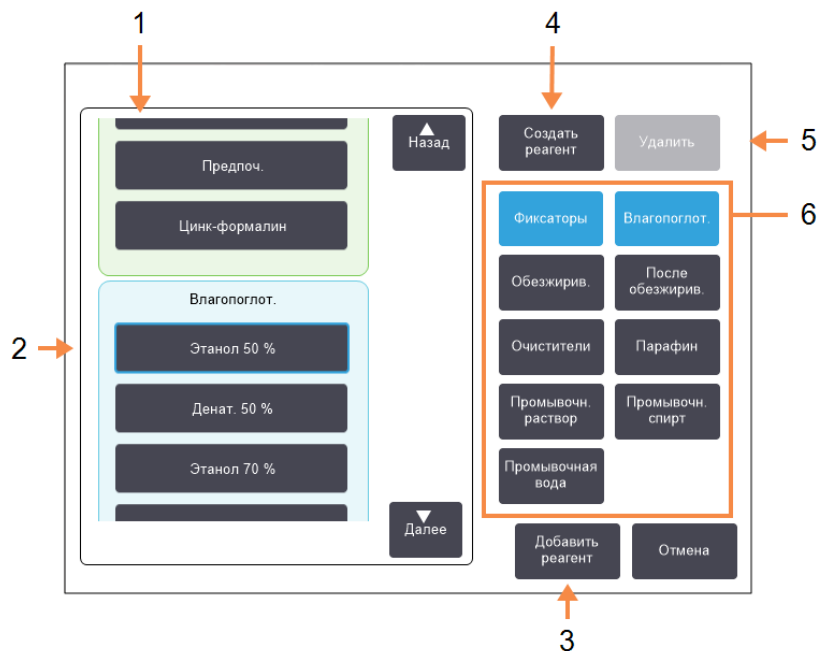 1
4
Назад
Создать
реагент
Удалить
5
Предпоч.
Цинк-формалин
Фиксаторы
Влагопоглот.
6
Обезжирив.
После
обезжирив.
Влагопоглот.
2
Этанол 50 %
Очистители
Парафин
Денат. 50 %
Промывочн.
раствор
Промывочн.
спирт
Этанол 70 %
Промывочная
вода
Далее
Добавить
реагент
Отмена
3